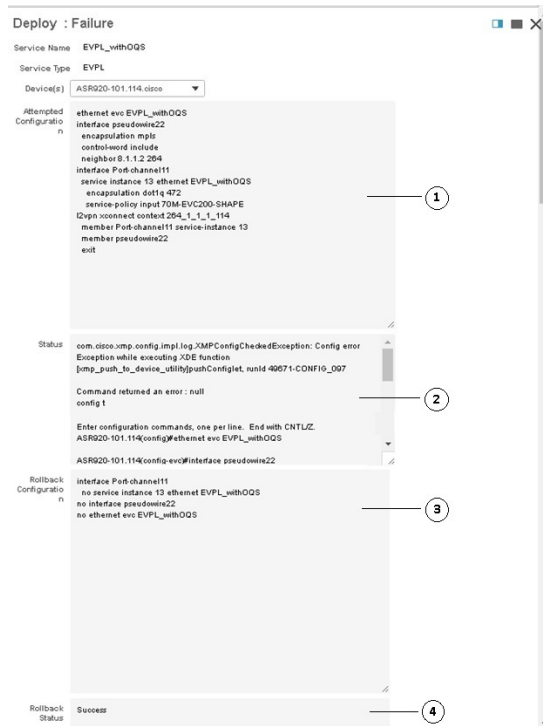 Deploy : Failure
Service Name EVPL_withOQS
Service Type EVPL
Device(s) ASR920-101.114.cisco
Attempted
Configuratio
n
ethernet evc EVPL_withOQS
interface pseudowire22
encapsulation mpls
control-word include
neighbor 8.1.1.2 264
interface Port-channel11
service instance 13 ethernet EVPL_withOQS
encapsulation dot1q 472
service-policy input 70M-EVC200-SHAPE
l2vpn xconnect context 264_1_1_1_114
member Port-channel11 service-instance 13
member pseudowire22
exit
1
Status
com.cisco.xmp.config.impl.log.XMPConfigCheckedException: Config error
Exception while executing XDE function
[xmp_push_to_device_utility]pushConfiglet, runId 49671-CONFIG_097
Command returned an error : null
config t
2
Enter configuration commands, one per line. End with CNTL/Z.
ASR920-101.114(config)#ethernet evc EVPL_withOQS
ASR920-101.114(config-evc)#interface pseudowire22
Rollback
Configuratio
n
interface Port-channel11
no service instance 13 ethernet EVPL_withOQS
no interface pseudowire22
no ethernet evc EVPL_withOQS
3
Rollback
Status
Success
4